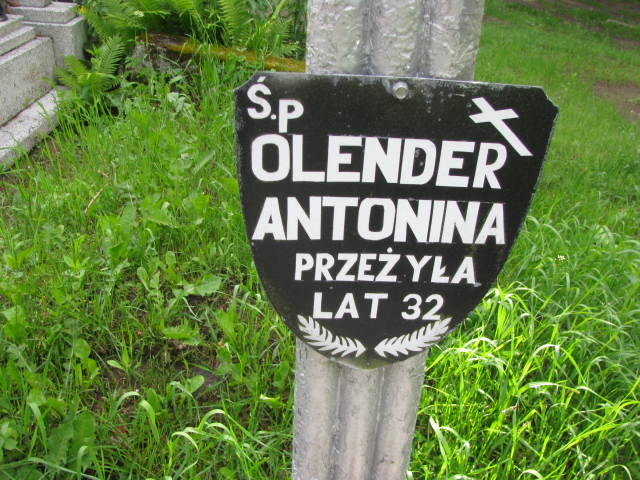 Ś.P
OLENDER
ANTONINA
PRZEŻYŁA
LAT 32